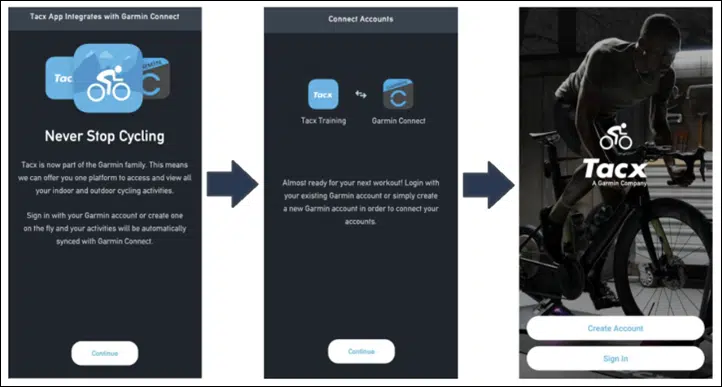 Tacx App Integrates with Garmin Connect
Tacx
Never Stop Cycling
Tacx is now part of the Garmin family. This means
we can offer you one platform to access and view all
your indoor and outdoor cycling activities.
Sign in with your Garmin account or create one
on the fly and your activities will be automatically
synced with Garmin Connect.
Continue
Connect Accounts
Tacx
Tacx Training
Garmin Connect
Almost ready for your next workout! Login with
your existing Garmin account or simply create
a new Garmin account in order to connect your
accounts.
Continue
Tacx
A Garmin Company
Create Account
Sign In